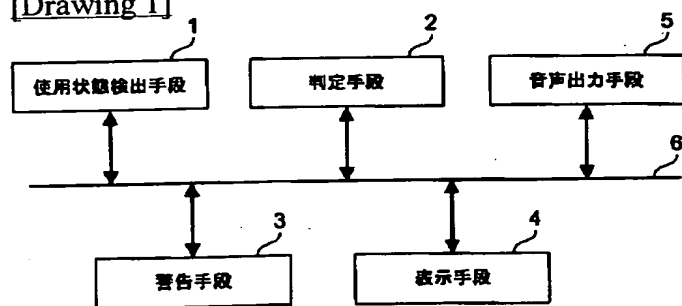 [Drawing 1]
1
2
5
使用状態検出手段
判定手段
音声出力手段
6
3
4
警告手段
表示手段